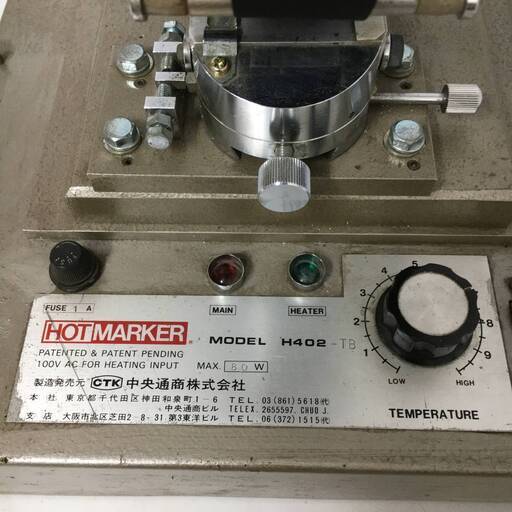 FUSE 1 A
MAIN
HEATER
HOTMARKER
MODEL H402-TB
PATENTED & PATENT PENDING
100V AC FOR HEATING INPUT
MAX. 80 W
製造発売元 CTK 中央通商株式会社
本社 東京都千代田区神田和泉町1-6 TEL. 03(861)5618代
中央通商ビル TELEX. 2655597. CHUO J.
支店 大阪市北区芝田2-8-31.第3東洋ビル TEL. 06(372)1515代
1 2 3 4 5 8 9
LOW HIGH
TEMPERATURE